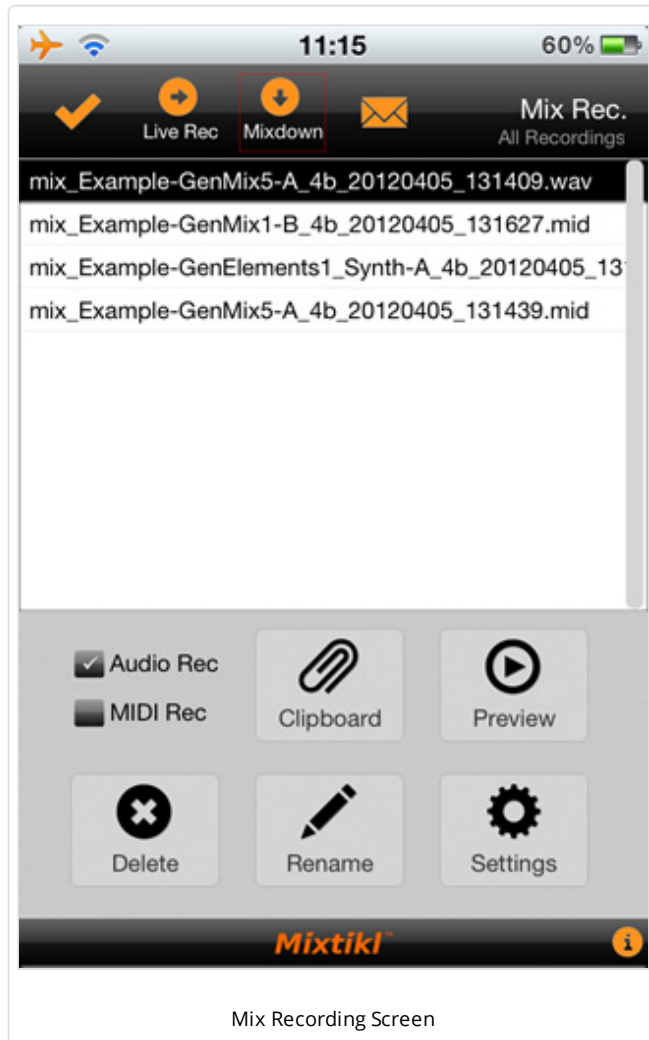 11:15
60%
Live Rec
Mixdown
Mix Rec.
All Recordings
mix_Example-GenMix5-A_4b_20120405_131409.wav
mix_Example-GenMix1-B_4b_20120405_131627.mid
mix_Example-GenElements1_Synth-A_4b_20120405_13
mix_Example-GenMix5-A_4b_20120405_131439.mid
Audio Rec
MIDI Rec
Clipboard
Preview
Delete
Rename
Settings
Mixtikl™
i
Mix Recording Screen